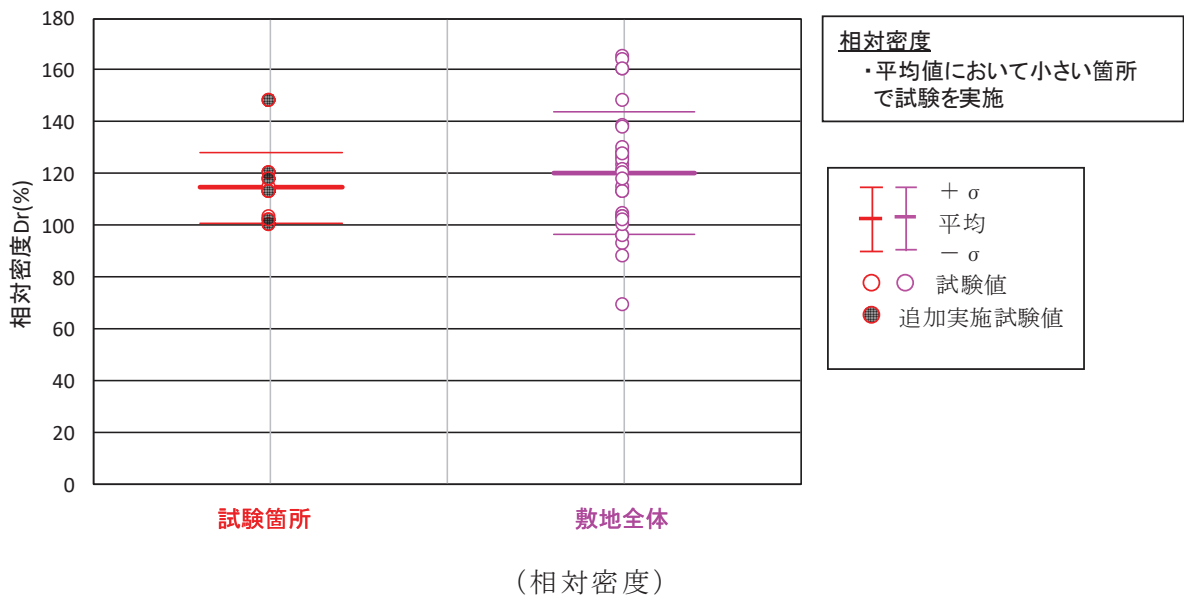 180
160
140
120
100
80
60
40
20
0
相対密度Dr(%)
試験箇所
敷地全体
相対密度
・平均値において小さい箇所
で試験を実施
+ σ
平均
- σ
試験値
追加実施試験値
(相対密度)